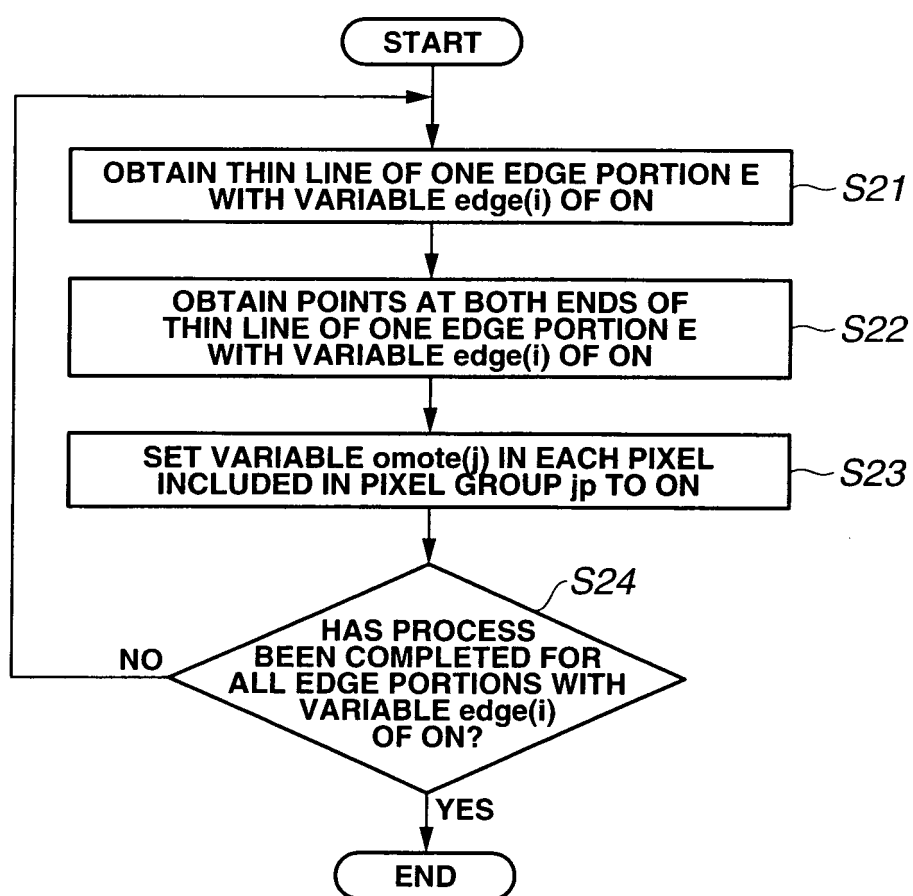 START
OBTAIN THIN LINE OF ONE EDGE PORTION E
WITH VARIABLE edge(i) OF ON
S21
OBTAIN POINTS AT BOTH ENDS OF
THIN LINE OF ONE EDGE PORTION E
WITH VARIABLE edge(i) OF ON
S22
SET VARIABLE omote(j) IN EACH PIXEL
INCLUDED IN PIXEL GROUP jp TO ON
S23
S24
HAS PROCESS
BEEN COMPLETED FOR
ALL EDGE PORTIONS WITH
VARIABLE edge(i)
OF ON?
NO
YES
END